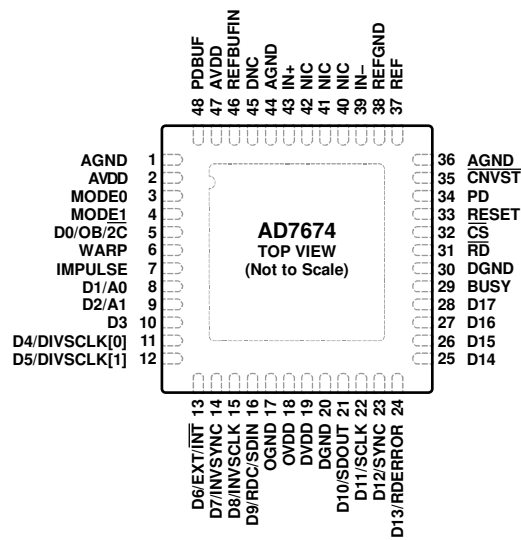 48 PDBUF
47 AVDD
46 REFBUFIN
45 DNC
44 AGND
43 IN+
42 NIC
41 NIC
40 NIC
39 IN–
38 REFGND
37 REF
AGND 1
AVDD 2
MODE0 3
MODE1 4
D0/OB/2C 5
WARP 6
IMPULSE 7
D1/A0 8
D2/A1 9
D3 10
D4/DIVSCLK[0] 11
D5/DIVSCLK[1] 12
AD7674
TOP VIEW
(Not to Scale)
36 AGND
35 CNVST
34 PD
33 RESET
32 CS
31 RD
30 DGND
29 BUSY
28 D17
27 D16
26 D15
25 D14
D6/EXT/INT 13
D7/INVSYNC 14
D8/INVSCLK 15
D9/RDC/SDIN 16
OGND 17
OVDD 18
DVDD 19
DGND 20
D10/SDOUT 21
D11/SCLK 22
D12/SYNC 23
D13/RDERROR 24